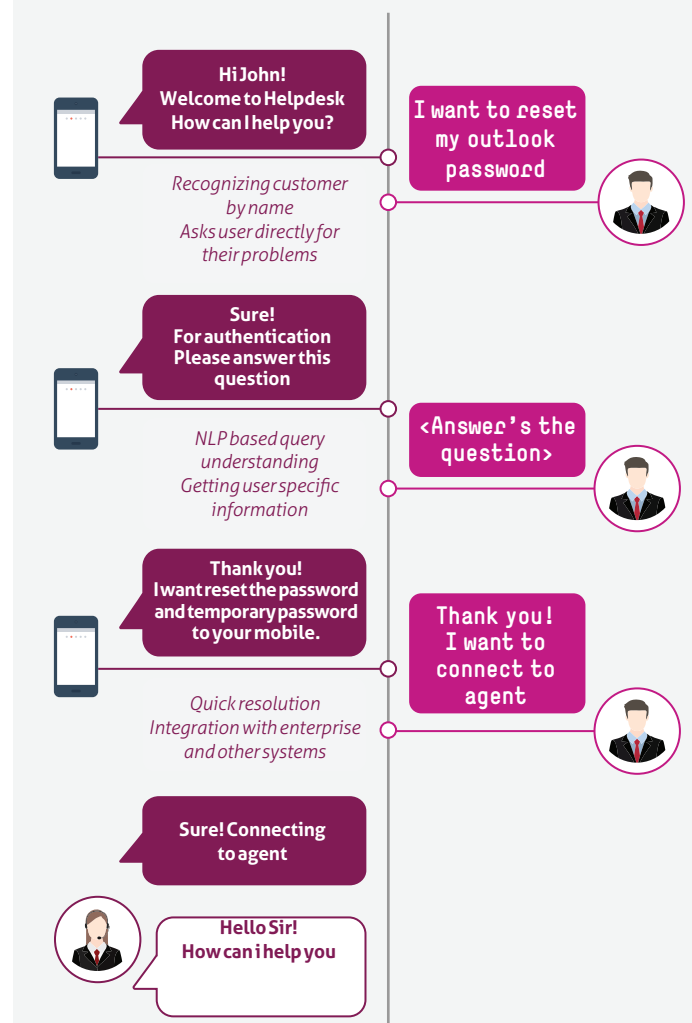 Hi John!
Welcome to Helpdesk
How can I help you?
I want to reset
my outlook
password
Recognizing customer
by name
Asks user directly for
their problems
Sure!
For authentication
Please answer this
question
<Answer's the
question>
NLP based query
understanding
Getting user specific
information
Thank you!
I want reset the password
and temporary password
to your mobile.
Thank you!
I want to
connect to
agent
Quick resolution
Integration with enterprise
and other systems
Sure! Connecting
to agent
Hello Sir!
How can i help you